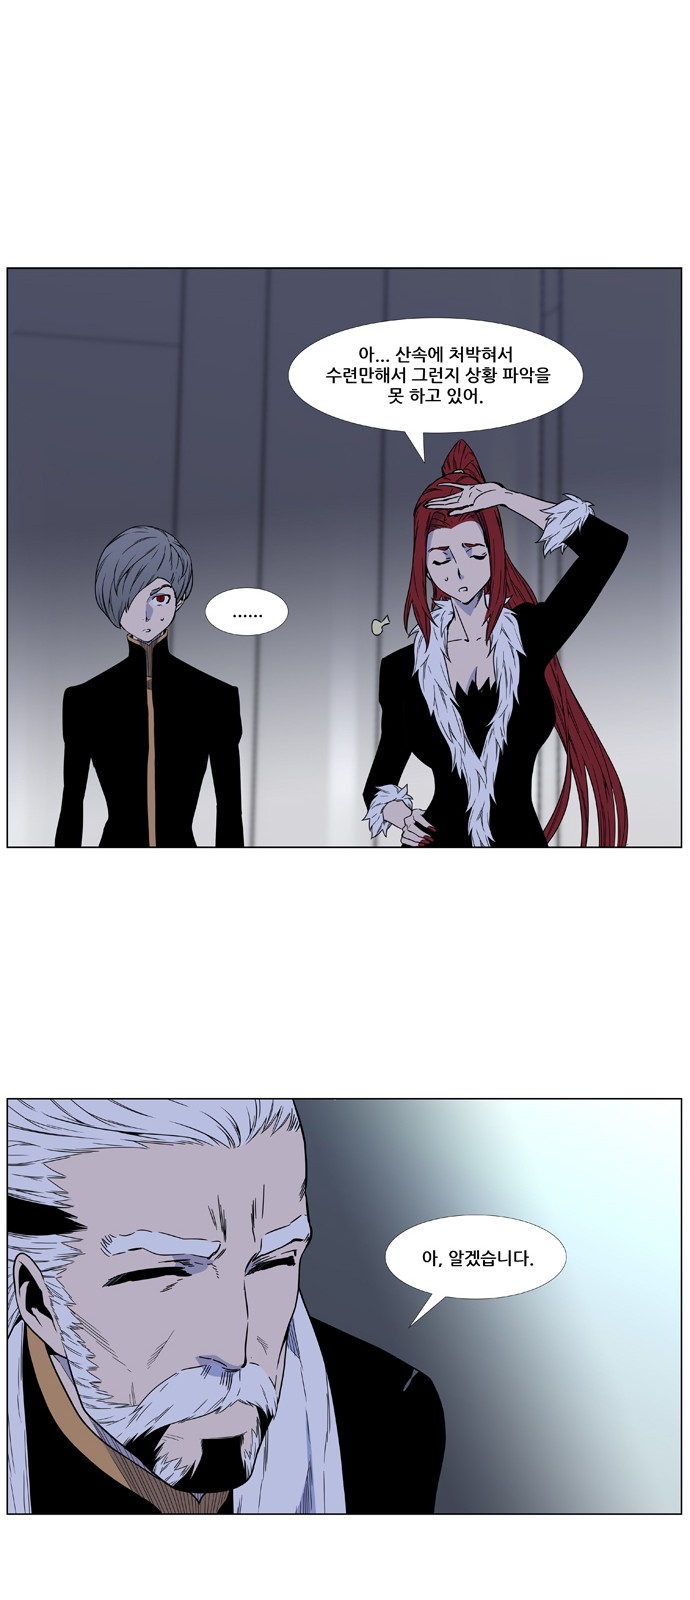 아... 산속에 처박혀서
수련만해서 그런지 상황 파악을
못 하고 있어.
......
아, 알겠습니다.